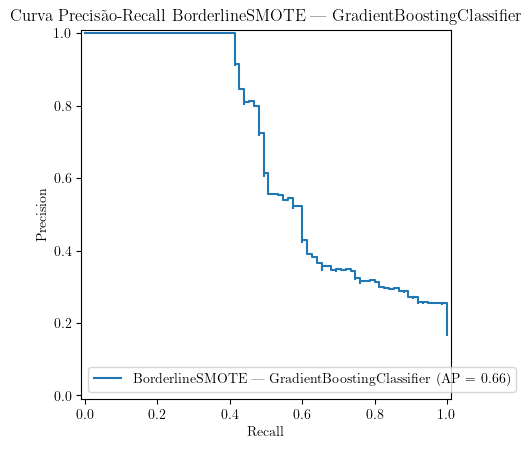 Curva Precisão-Recall BorderlineSMOTE — GradientBoostingClassifier
1.0
0.8
0.6
0.4
0.2
0.0
Precision
BorderlineSMOTE — GradientBoostingClassifier (AP = 0.66)
0.0 0.2 0.4 0.6 0.8 1.0
Recall